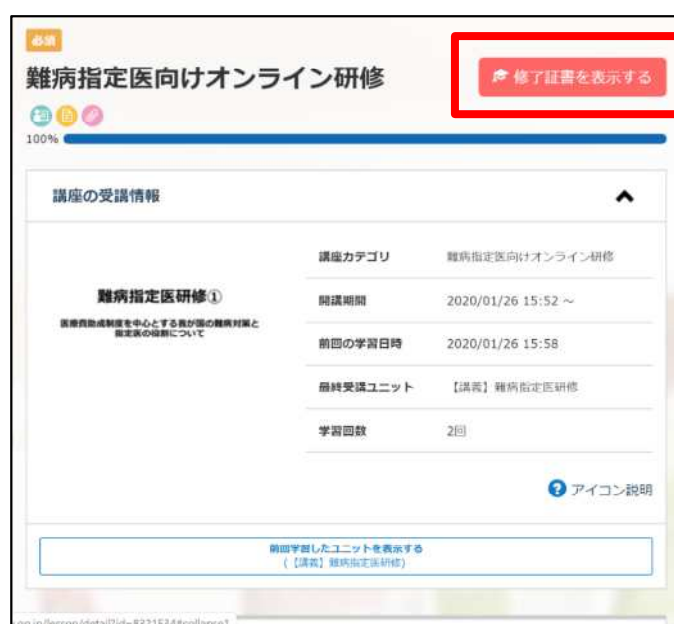 必須
難病指定医向けオンライン研修
修了証書を表示する
100%
講座の受講情報
難病指定医研修①
医療費助成制度を中心とする我が国の難病対策と
指定医の役割について
講座カテゴリ 難病指定医向けオンライン研修
開講期間 2020/01/26 15:52 ~
前回の学習日時 2020/01/26 15:58
最終受講ユニット 【講義】難病指定医研修
学習回数 2回
アイコン説明
前回学習したユニットを表示する
(【講義】難病指定医研修)